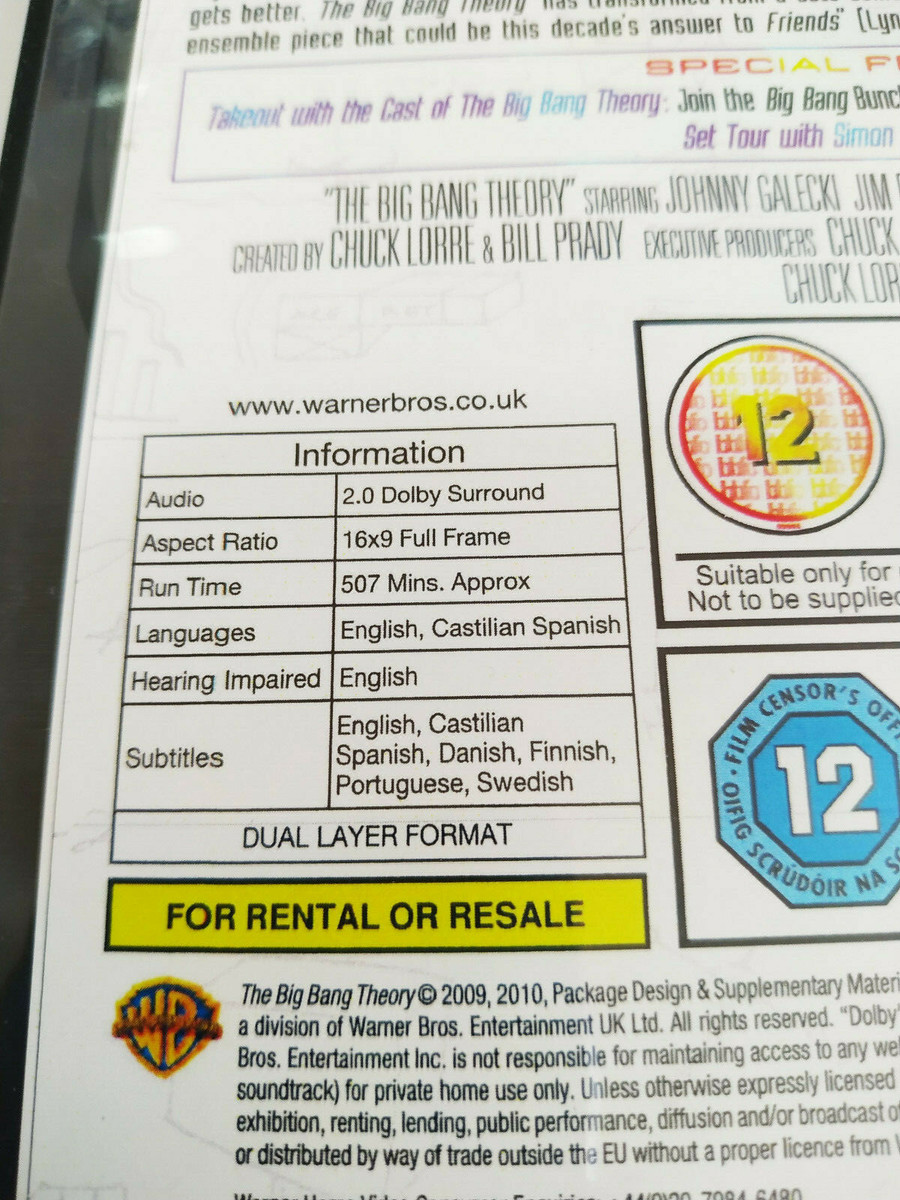 gets better. The Big Bang Theory has transformed from a
ensemble piece that could be this decade's answer to Friends" (Lyn
SPECIAL F
Takeout with the Cast of The Big Bang Theory: Join the Big Bang Bunc
Set Tour with Simon
"THE BIG BANG THEORY" STARRING JOHNNY GALECKI JIM
CREATED BY CHUCK LORRE & BILL PRADY EXECUTIVE PRODUCERS CHUCK
CHUCK LOR
www.warnerbros.co.uk
Information
Audio 2.0 Dolby Surround
Aspect Ratio 16x9 Full Frame
Run Time 507 Mins. Approx
Languages English, Castilian Spanish
Hearing Impaired English
Subtitles English, Castilian
Spanish, Danish, Finnish,
Portuguese, Swedish
DUAL LAYER FORMAT
FOR RENTAL OR RESALE
12
Suitable only for
Not to be supplied
FILM CENSOR'S OFF
12
OIFIG SCRÚDÓIR NA SC
WB
The Big Bang Theory © 2009, 2010, Package Design & Supplementary Materi
a division of Warner Bros. Entertainment UK Ltd. All rights reserved. "Dolby"
Bros. Entertainment Inc. is not responsible for maintaining access to any we
soundtrack) for private home use only. Unless otherwise expressly licensed
exhibition, renting, lending, public performance, diffusion and/or broadcast of
or distributed by way of trade outside the EU without a proper licence from